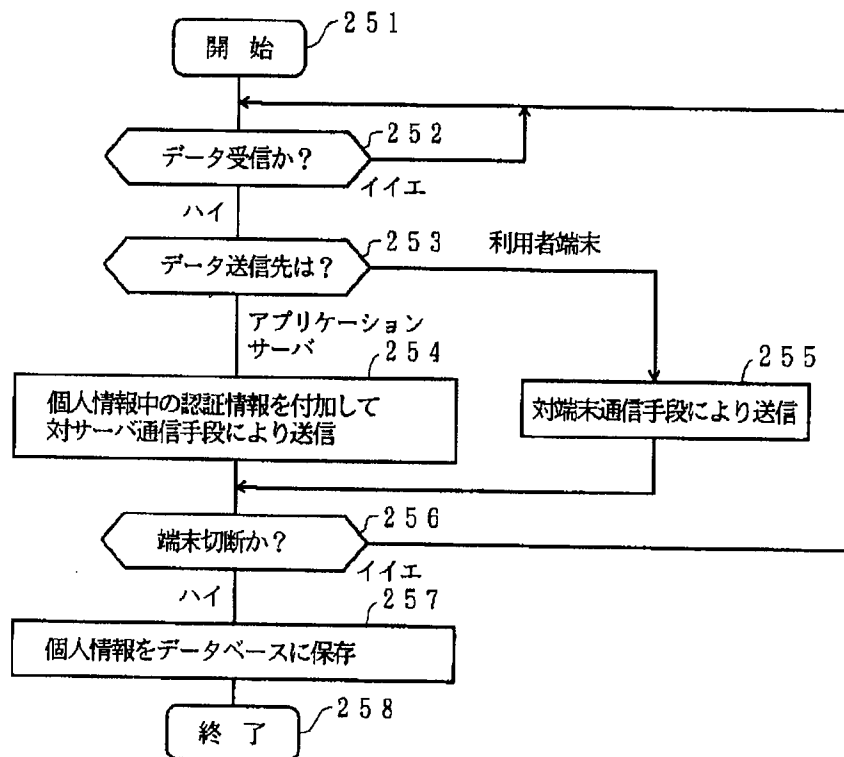 251
開始
252
データ受信か?
イイエ
ハイ
253
データ送信先は?
利用者端末
アプリケーション
サーバ
254
個人情報中の認証情報を付加して
対サーバ通信手段により送信
255
対端末通信手段により送信
256
端末切断か?
イイエ
ハイ
257
個人情報をデータベースに保存
258
終了